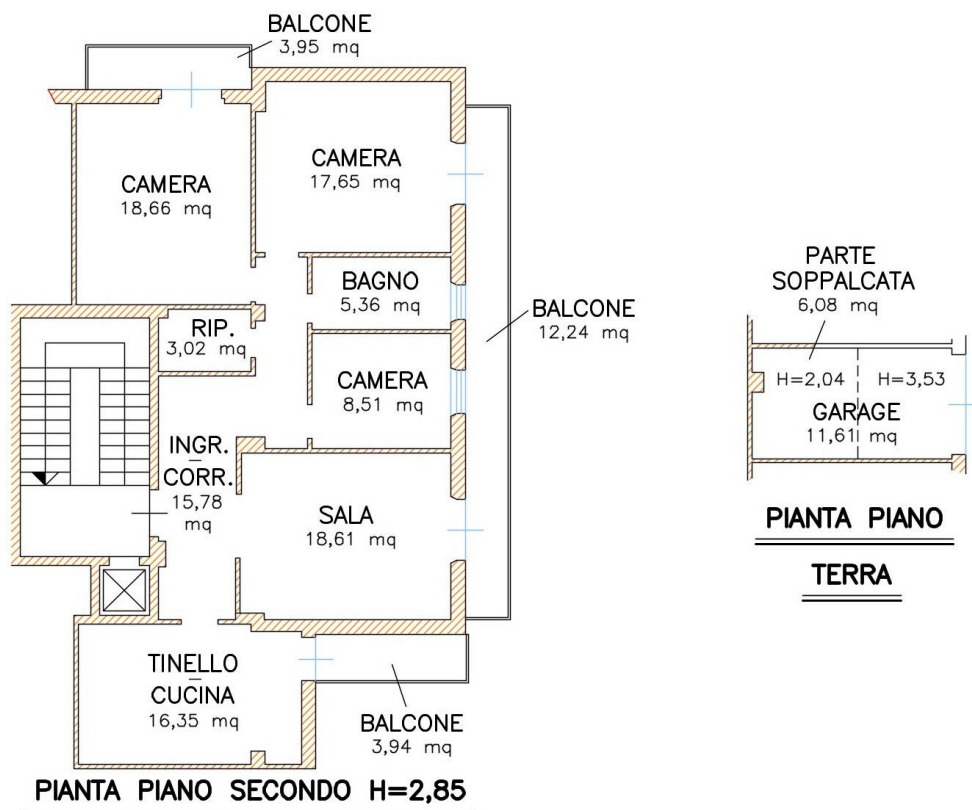 BALCONE
3,95 mq
CAMERA
17,65 mq
CAMERA
18,66 mq
BAGNO
5,36 mq
BALCONE
12,24 mq
RIP.
3,02 mq
CAMERA
8,51 mq
INGR.
–
CORR.
15,78
mq
SALA
18,61 mq
TINELLO
–
CUCINA
16,35 mq
BALCONE
3,94 mq
PIANTA PIANO SECONDO H=2,85
PARTE
SOPPALCATA
6,08 mq
H=2,04 H=3,53
GARAGE
11,61 mq
PIANTA PIANO
TERRA